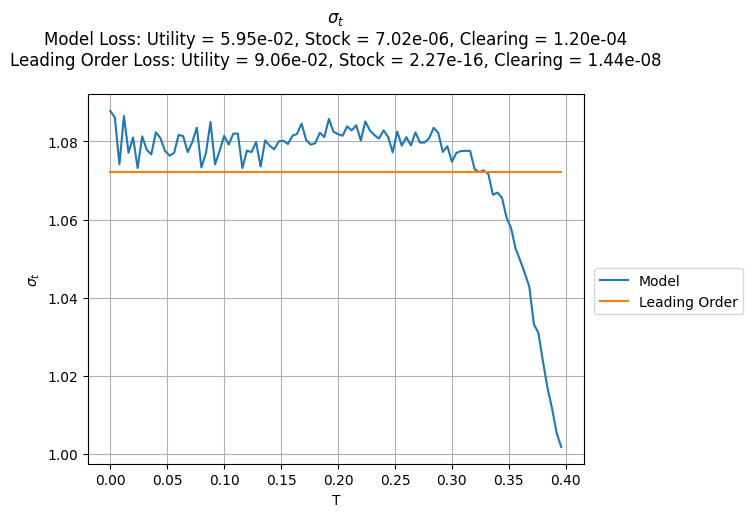 σₜ
Model Loss: Utility = 5.95e-02, Stock = 7.02e-06, Clearing = 1.20e-04
Leading Order Loss: Utility = 9.06e-02, Stock = 2.27e-16, Clearing = 1.44e-08
1.08
1.06
1.04
1.02
1.00
σₜ
0.00 0.05 0.10 0.15 0.20 0.25 0.30 0.35 0.40
T
Model
Leading Order